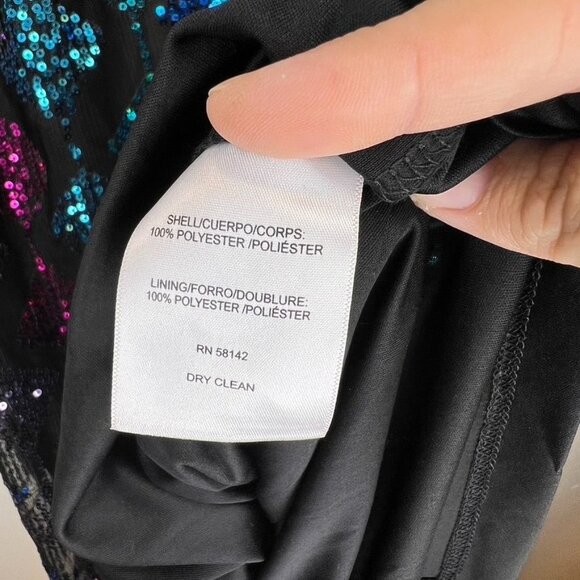 SHELL/CUERPO/CORPS:
100% POLYESTER /POLIÉSTER
LINING/FORRO/DOUBLURE:
100% POLYESTER /POLIÉSTER
RN 58142
DRY CLEAN